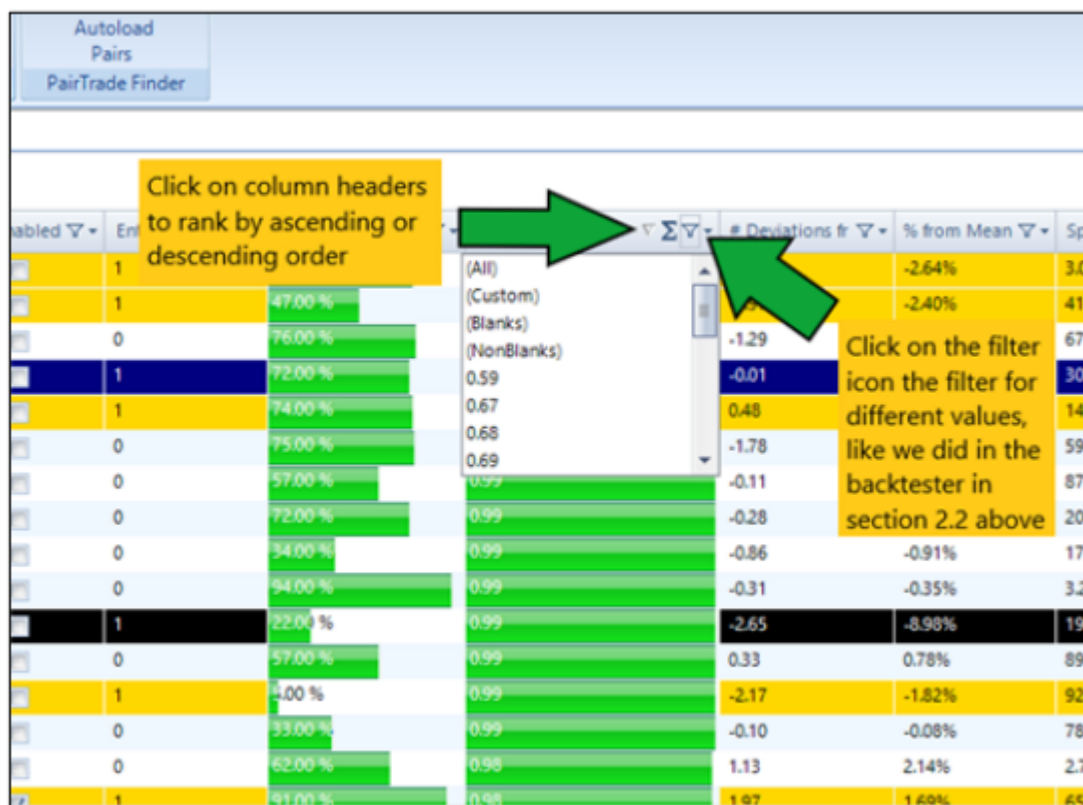 Autoload
Pairs
PairTrade Finder
Click on column headers
to rank by ascending or
descending order
# Deviations fr % from Mean
(All)
(Custom)
(Blanks)
(NonBlanks)
0.59
0.67
0.68
0.69
Click on the filter
icon the filter for
different values,
like we did in the
backtester in
section 2.2 above
1 -2.64%
1 47.00 % -2.40%
0 76.00 % -1.29
1 72.00 % -0.01
1 74.00 % 0.48
0 75.00 % -1.78
0 57.00 % 0.99 -0.11
0 72.00 % 0.99 -0.28
0 34.00 % 0.99 -0.86 -0.91%
0 94.00 % 0.99 -0.31 -0.35%
1 22.00 % 0.99 -2.65 -8.98%
0 57.00 % 0.99 0.33 0.78%
1 0.99 -2.17 -1.82%
0 33.00 % 0.99 -0.10 -0.08%
0 62.00 % 0.98 1.13 2.14%
1 91.00 % 0.98 1.97 1.69%